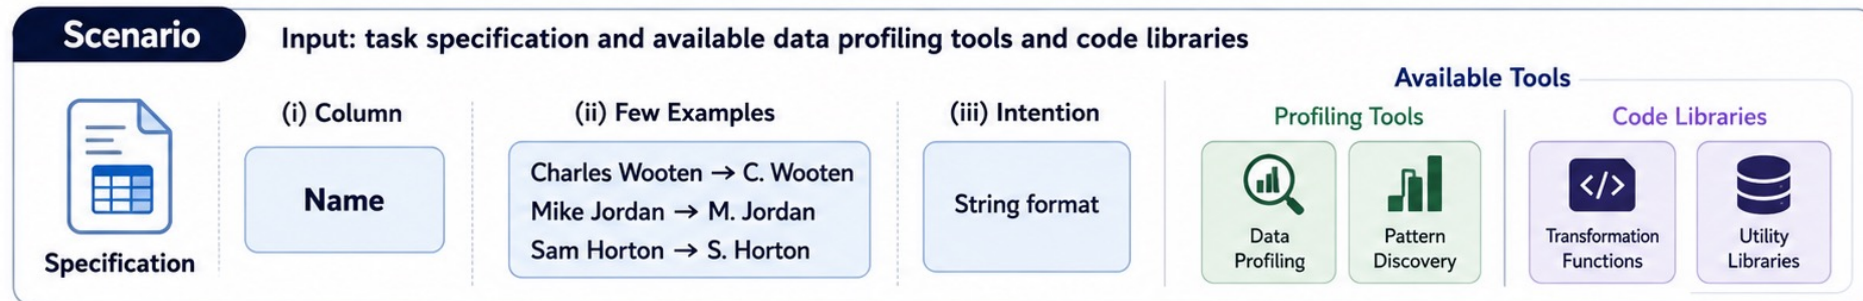 Scenario
Input: task specification and available data profiling tools and code libraries
Specification
(i) Column
Name
(ii) Few Examples
Charles Wooten → C. Wooten
Mike Jordan → M. Jordan
Sam Horton → S. Horton
(iii) Intention
String format
Available Tools
Profiling Tools
Data
Profiling
Pattern
Discovery
Code Libraries
</>
Transformation
Functions
Utility
Libraries